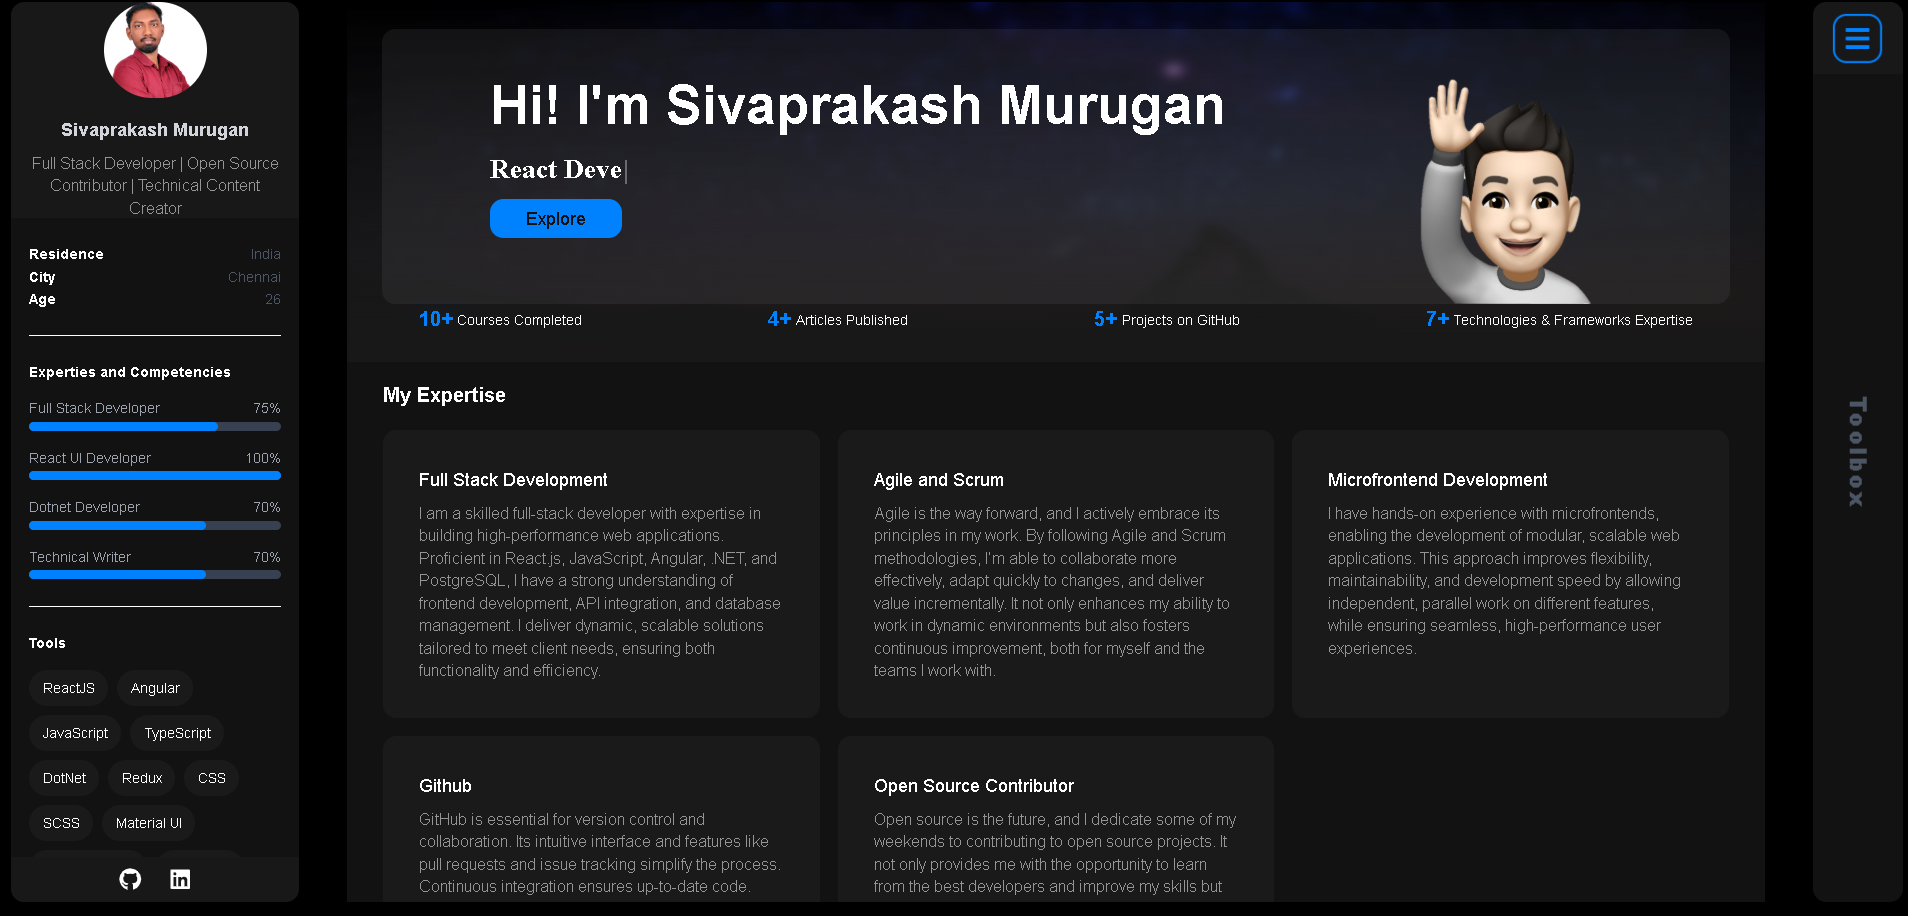 Sivaprakash Murugan
Full Stack Developer | Open Source
Contributor | Technical Content
Creator
Residence India
City Chennai
Age 26
Experties and Competencies
Full Stack Developer 75%
React UI Developer 100%
Dotnet Developer 70%
Technical Writer 70%
Tools
ReactJS Angular
JavaScript TypeScript
DotNet Redux CSS
SCSS Material UI
Hi! I'm Sivaprakash Murugan
React Deve|
Explore
10+ Courses Completed
4+ Articles Published
5+ Projects on GitHub
7+ Technologies & Frameworks Expertise
My Expertise
Full Stack Development
I am a skilled full-stack developer with expertise in
building high-performance web applications.
Proficient in React.js, JavaScript, Angular, .NET, and
PostgreSQL, I have a strong understanding of
frontend development, API integration, and database
management. I deliver dynamic, scalable solutions
tailored to meet client needs, ensuring both
functionality and efficiency.
Agile and Scrum
Agile is the way forward, and I actively embrace its
principles in my work. By following Agile and Scrum
methodologies, I'm able to collaborate more
effectively, adapt quickly to changes, and deliver
value incrementally. It not only enhances my ability to
work in dynamic environments but also fosters
continuous improvement, both for myself and the
teams I work with.
Microfrontend Development
I have hands-on experience with microfrontends,
enabling the development of modular, scalable web
applications. This approach improves flexibility,
maintainability, and development speed by allowing
independent, parallel work on different features,
while ensuring seamless, high-performance user
experiences.
Github
GitHub is essential for version control and
collaboration. Its intuitive interface and features like
pull requests and issue tracking simplify the process.
Continuous integration ensures up-to-date code.
Open Source Contributor
Open source is the future, and I dedicate some of my
weekends to contributing to open source projects. It
not only provides me with the opportunity to learn
from the best developers and improve my skills but
Toolbox